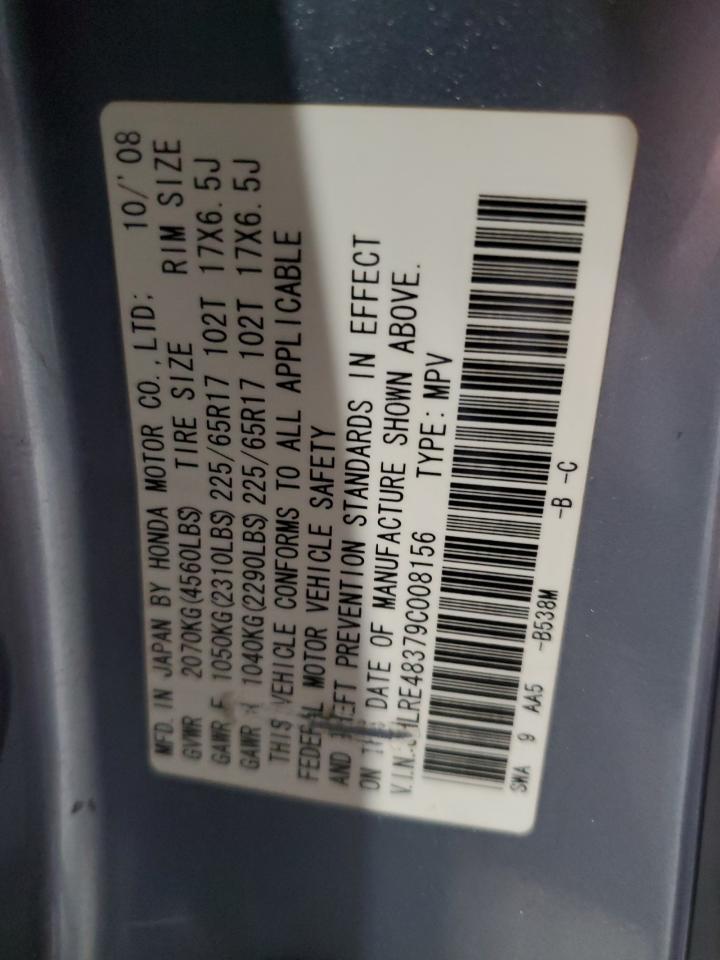 MFD. IN JAPAN BY HONDA MOTOR CO., LTD; 10/'08
GVWR 2070KG(4560LBS) TIRE SIZE RIM SIZE
GAWR F 1050KG(2310LBS) 225/65R17 102T 17X6.5J
GAWR 1040KG(2290LBS) 225/65R17 102T 17X6.5J
THIS VEHICLE CONFORMS TO ALL APPLICABLE
FEDERAL MOTOR VEHICLE SAFETY
AND THEFT PREVENTION STANDARDS IN EFFECT
ON THE DATE OF MANUFACTURE SHOWN ABOVE.
V.I.N.: JHLRE48379C008156 TYPE: MPV
SWA 9 AA5 -B538M -B -C